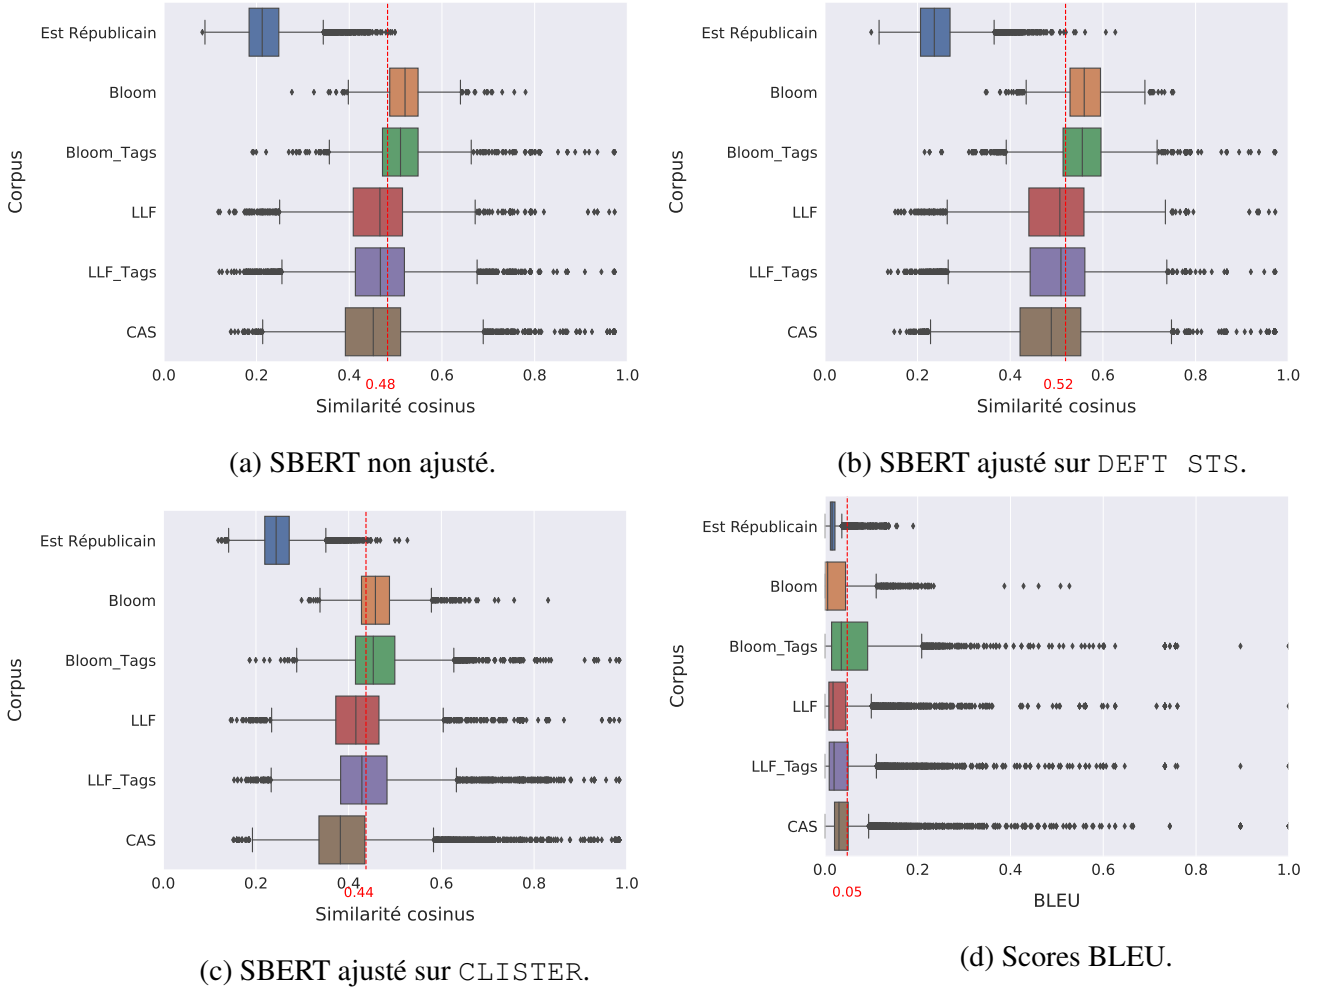 Corpus
Est Républicain
Bloom
Bloom_Tags
LLF
LLF_Tags
CAS
0.0 0.2 0.4 0.6 0.8 1.0
0.48
Similarité cosinus
(a) SBERT non ajusté.
Corpus
Est Républicain
Bloom
Bloom_Tags
LLF
LLF_Tags
CAS
0.0 0.2 0.4 0.6 0.8 1.0
0.52
Similarité cosinus
(b) SBERT ajusté sur DEFT STS.
Corpus
Est Républicain
Bloom
Bloom_Tags
LLF
LLF_Tags
CAS
0.0 0.2 0.4 0.6 0.8 1.0
0.44
Similarité cosinus
(c) SBERT ajusté sur CLISTER.
Corpus
Est Républicain
Bloom
Bloom_Tags
LLF
LLF_Tags
CAS
0.0 0.2 0.4 0.6 0.8 1.0
0.05
BLEU
(d) Scores BLEU.